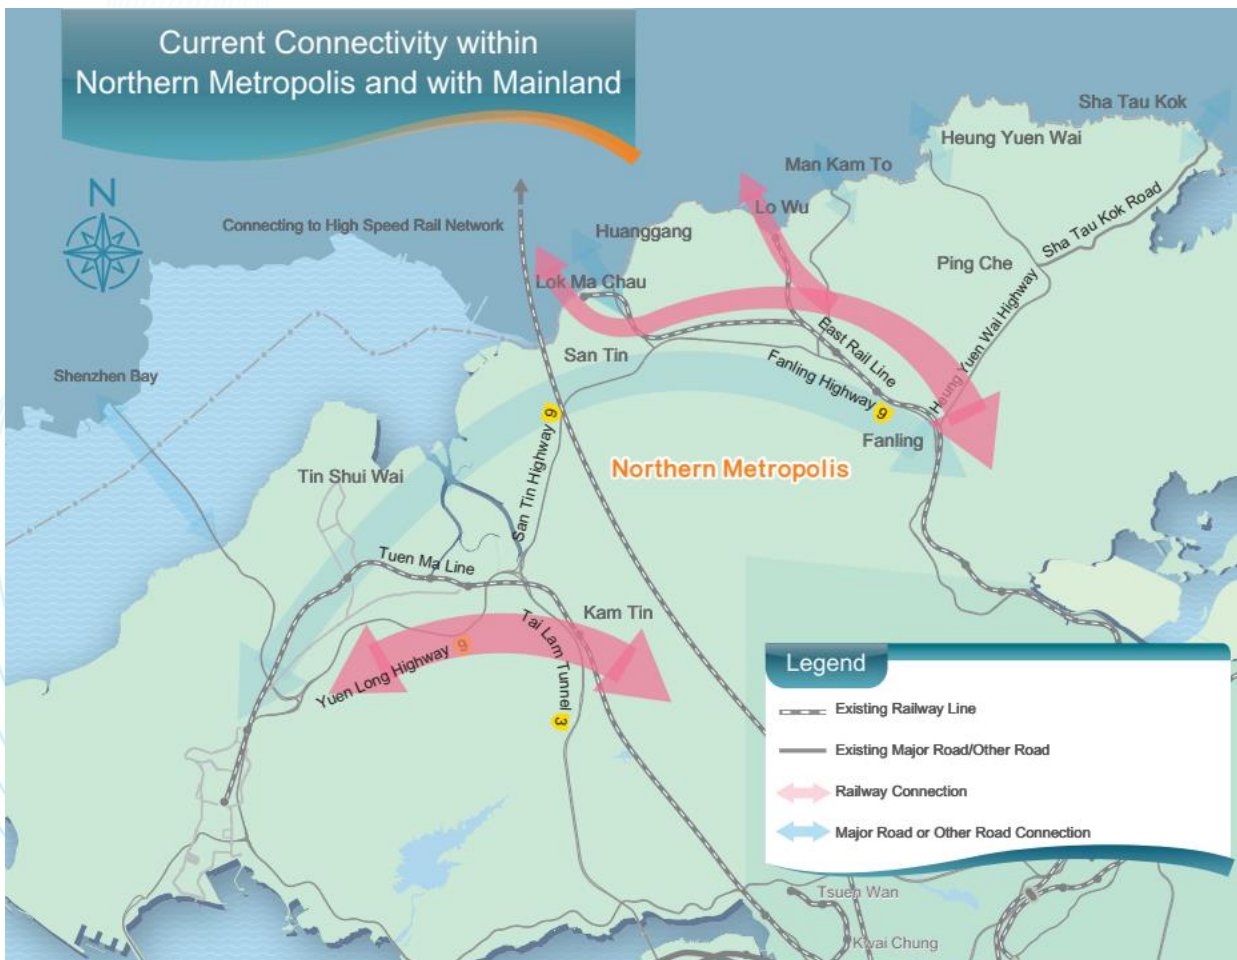 Current Connectivity within
Northern Metropolis and with Mainland
N
Sha Tau Kok
Heung Yuen Wai
Man Kam To
Lo Wu
Sha Tau Kok Road
Connecting to High Speed Rail Network
Huanggang
Ping Che
Lok Ma Chau
Heung Yuen Wai Highway
San Tin
East Rail Line
Fanling Highway
9
Shenzhen Bay
Fanling
9
San Tin Highway
Northern Metropolis
Tin Shui Wai
Tuen Ma Line
Kam Tin
Tai Lam Tunnel
3
Yuen Long Highway
9
Legend
Existing Railway Line
Existing Major Road/Other Road
Railway Connection
Major Road or Other Road Connection
Tsuen Wan
Kwai Chung